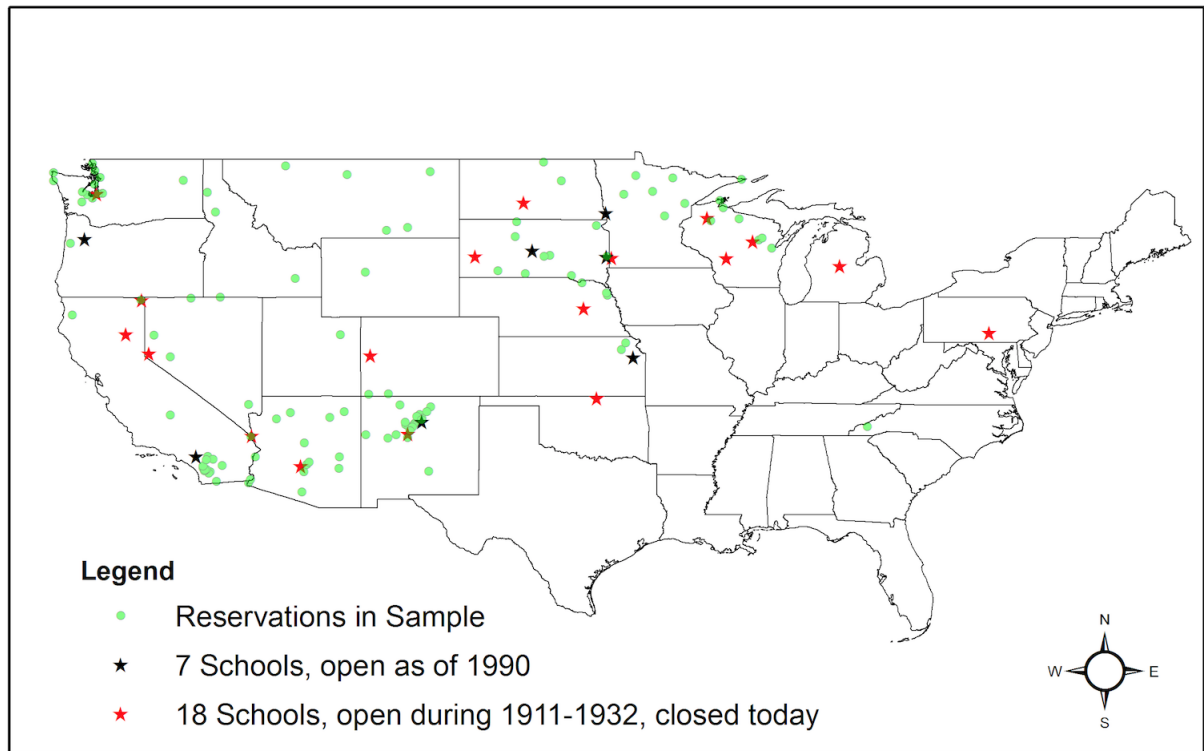 Legend
Reservations in Sample
7 Schools, open as of 1990
18 Schools, open during 1911-1932, closed today
N
W E
S